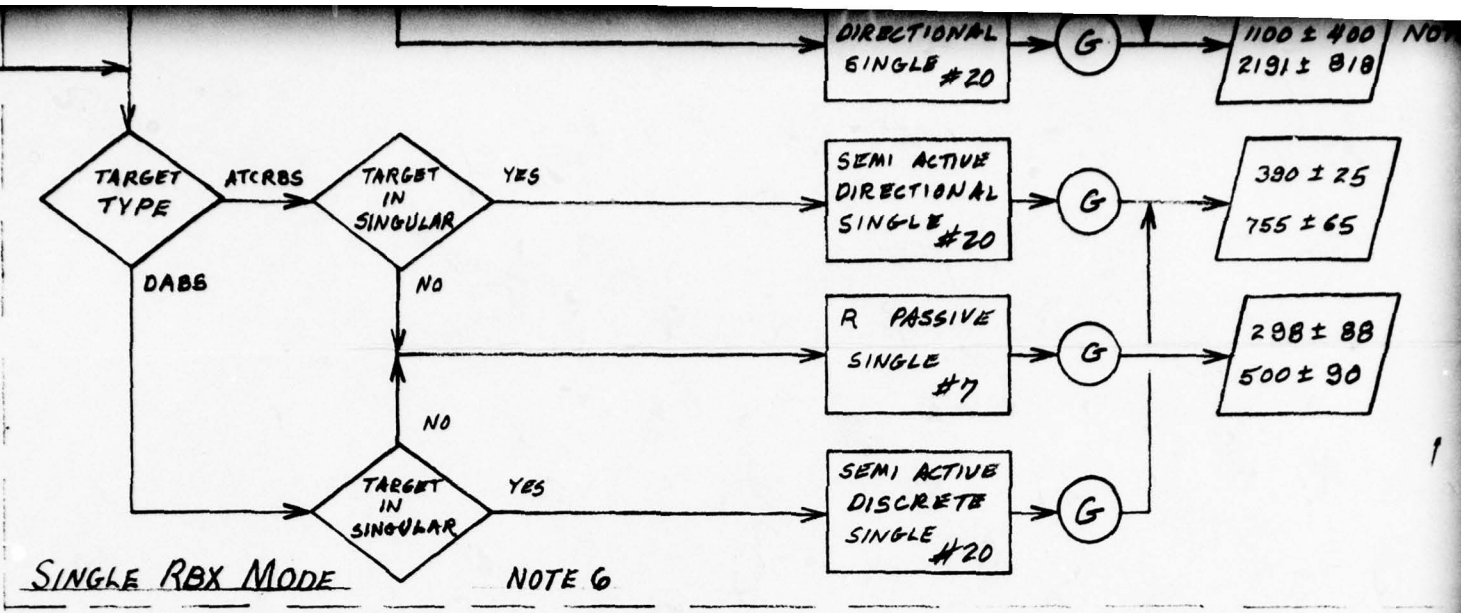 DIRECTIONAL
SINGLE
#20
G
1100 ± 400
2191 ± 818
TARGET
TYPE
ATCRBS
TARGET
IN
SINGULAR
YES
SEMI ACTIVE
DIRECTIONAL
SINGLE
#20
G
390 ± 25
755 ± 65
DABS
NO
R PASSIVE
SINGLE
#7
G
298 ± 88
500 ± 90
NO
TARGET
IN
SINGULAR
YES
SEMI ACTIVE
DISCRETE
SINGLE
#20
G
SINGLE RBX MODE
NOTE 6